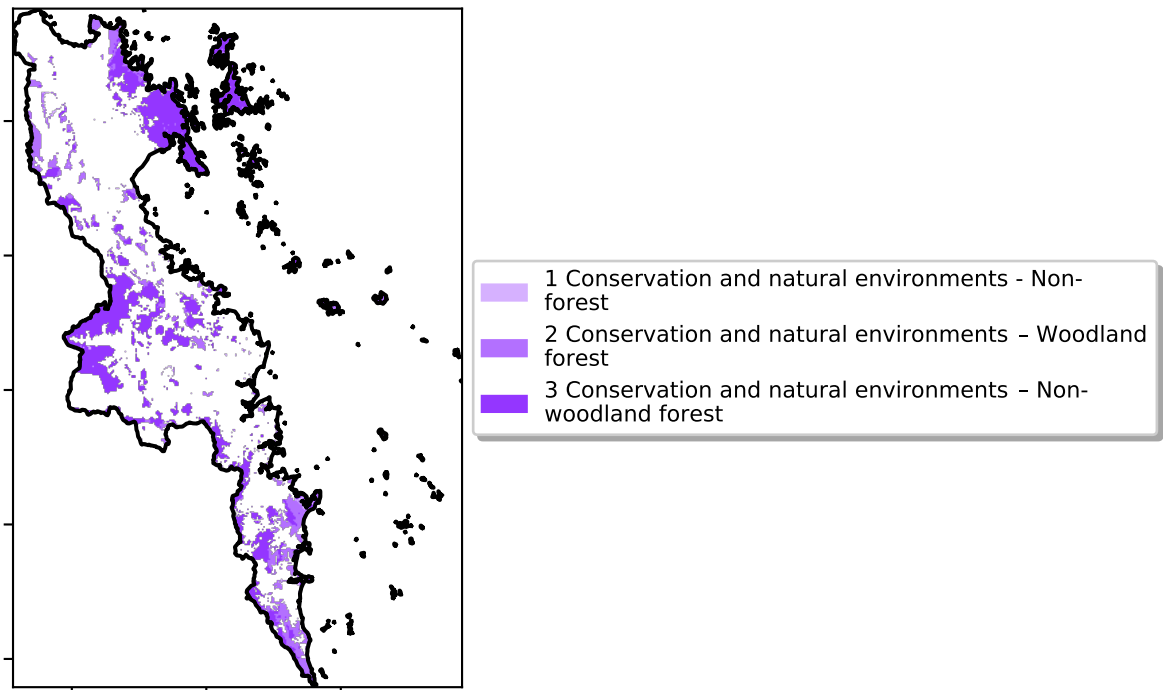 1 Conservation and natural environments - Non-
forest
2 Conservation and natural environments – Woodland
forest
3 Conservation and natural environments – Non-
woodland forest